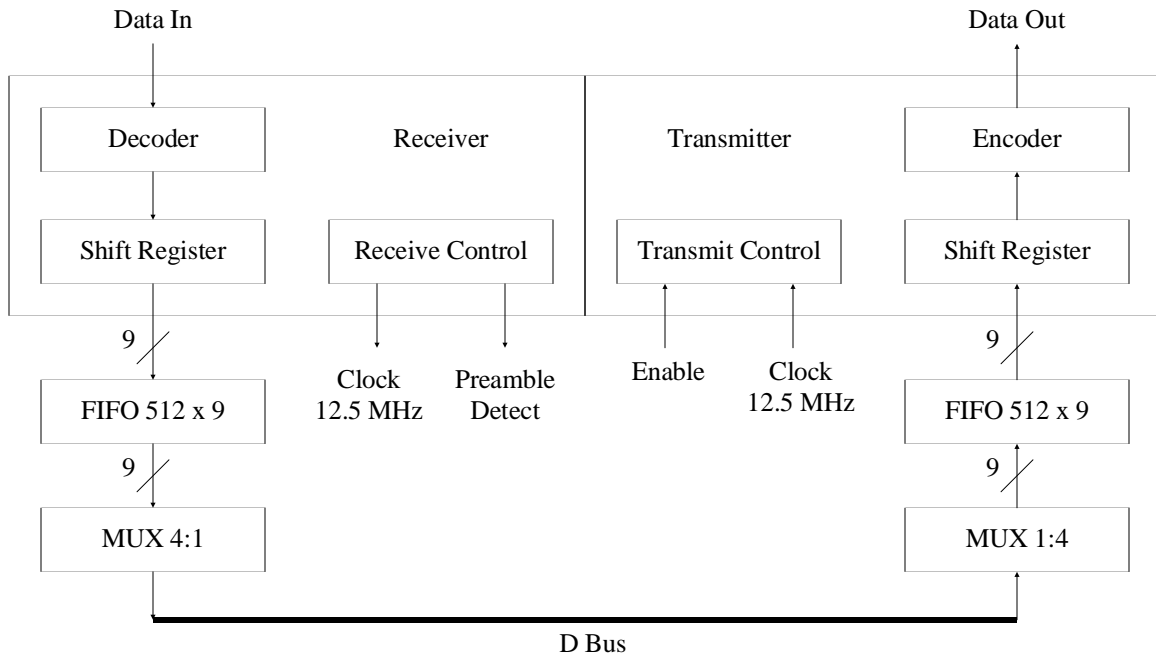 Data In
Data Out
Decoder
Receiver
Transmitter
Encoder
Shift Register
Receive Control
Transmit Control
Shift Register
9
Clock
12.5 MHz
Preamble
Detect
Enable
Clock
12.5 MHz
9
FIFO 512 x 9
FIFO 512 x 9
9
9
MUX 4:1
MUX 1:4
D Bus